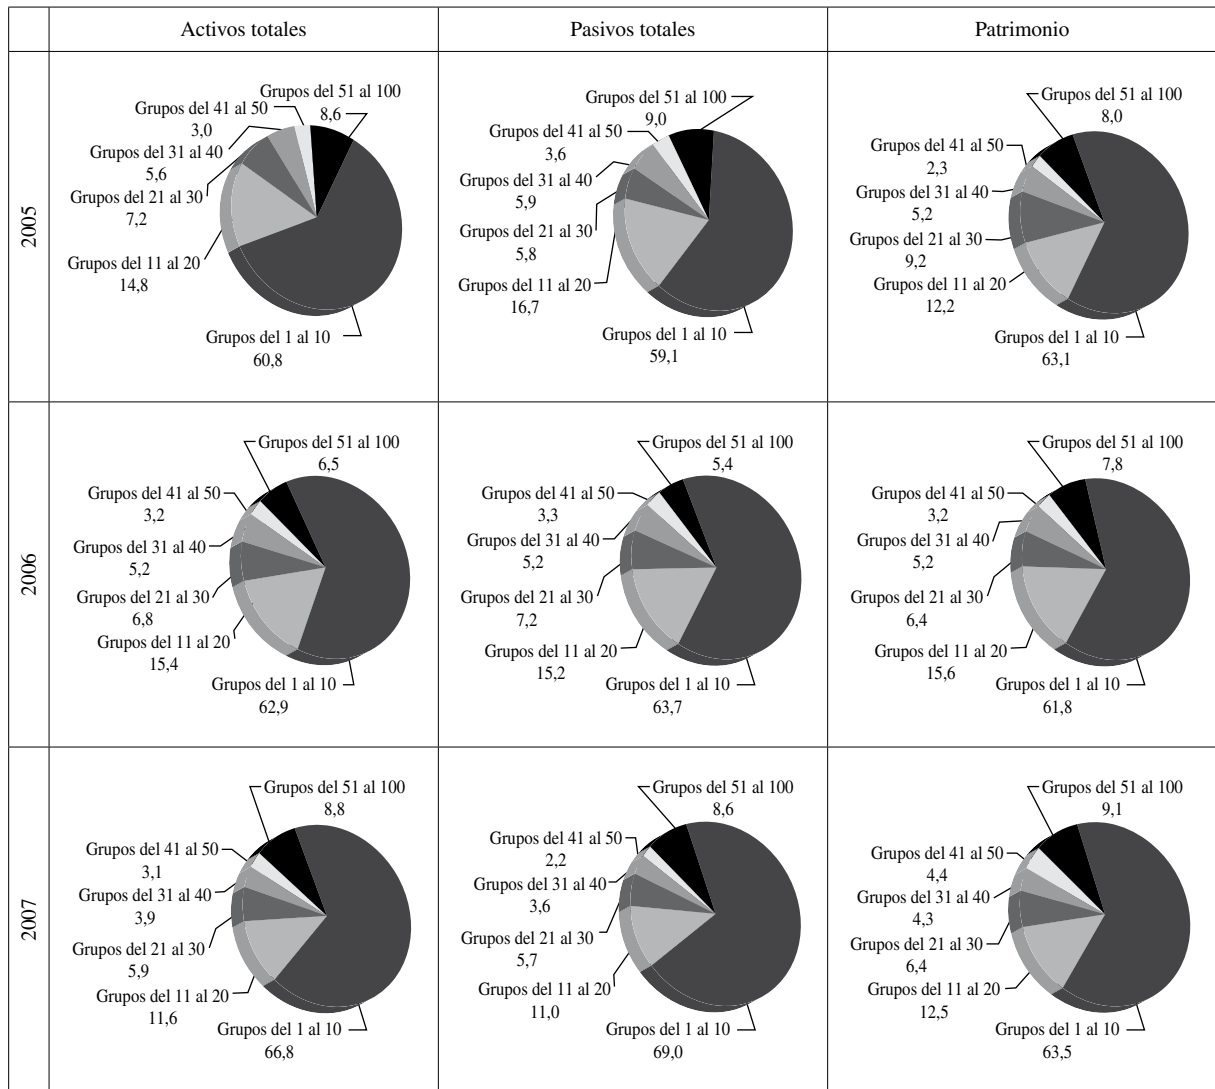 Activos totales
Pasivos totales
Patrimonio
2005
Grupos del 51 al 100
8,6
Grupos del 41 al 50
3,0
Grupos del 31 al 40
5,6
Grupos del 21 al 30
7,2
Grupos del 11 al 20
14,8
Grupos del 1 al 10
60,8
Grupos del 51 al 100
9,0
Grupos del 41 al 50
3,6
Grupos del 31 al 40
5,9
Grupos del 21 al 30
5,8
Grupos del 11 al 20
16,7
Grupos del 1 al 10
59,1
Grupos del 51 al 100
8,0
Grupos del 41 al 50
2,3
Grupos del 31 al 40
5,2
Grupos del 21 al 30
9,2
Grupos del 11 al 20
12,2
Grupos del 1 al 10
63,1
2006
Grupos del 51 al 100
6,5
Grupos del 41 al 50
3,2
Grupos del 31 al 40
5,2
Grupos del 21 al 30
6,8
Grupos del 11 al 20
15,4
Grupos del 1 al 10
62,9
Grupos del 51 al 100
5,4
Grupos del 41 al 50
3,3
Grupos del 31 al 40
5,2
Grupos del 21 al 30
7,2
Grupos del 11 al 20
15,2
Grupos del 1 al 10
63,7
Grupos del 51 al 100
7,8
Grupos del 41 al 50
3,2
Grupos del 31 al 40
5,2
Grupos del 21 al 30
6,4
Grupos del 11 al 20
15,6
Grupos del 1 al 10
61,8
2007
Grupos del 51 al 100
8,8
Grupos del 41 al 50
3,1
Grupos del 31 al 40
3,9
Grupos del 21 al 30
5,9
Grupos del 11 al 20
11,6
Grupos del 1 al 10
66,8
Grupos del 51 al 100
8,6
Grupos del 41 al 50
2,2
Grupos del 31 al 40
3,6
Grupos del 21 al 30
5,7
Grupos del 11 al 20
11,0
Grupos del 1 al 10
69,0
Grupos del 51 al 100
9,1
Grupos del 41 al 50
4,4
Grupos del 31 al 40
4,3
Grupos del 21 al 30
6,4
Grupos del 11 al 20
12,5
Grupos del 1 al 10
63,5